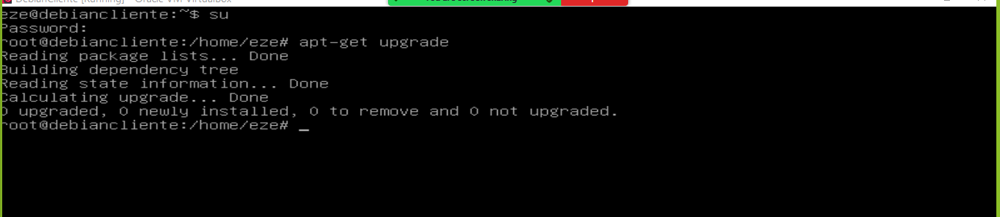 eze@debiancliente:~$ su
Password:
root@debiancliente:/home/eze# apt-get upgrade
Reading package lists... Done
Building dependency tree
Reading state information... Done
Calculating upgrade... Done
0 upgraded, 0 newly installed, 0 to remove and 0 not upgraded.
root@debiancliente:/home/eze# _